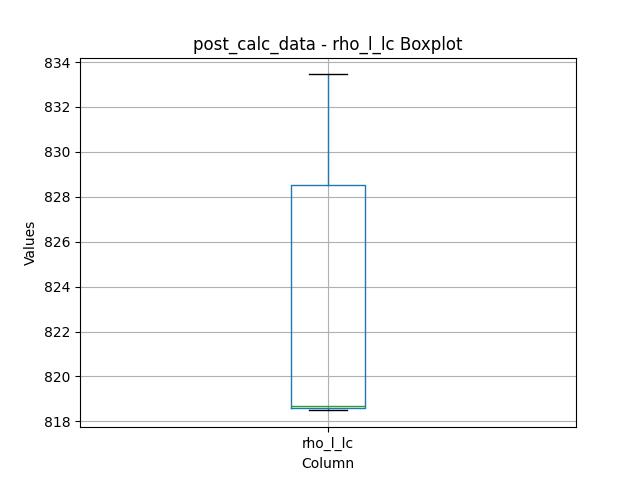 post_calc_data - rho_l_lc Boxplot
834
832
830
828
826
824
822
820
818
Values
rho_l_lc
Column